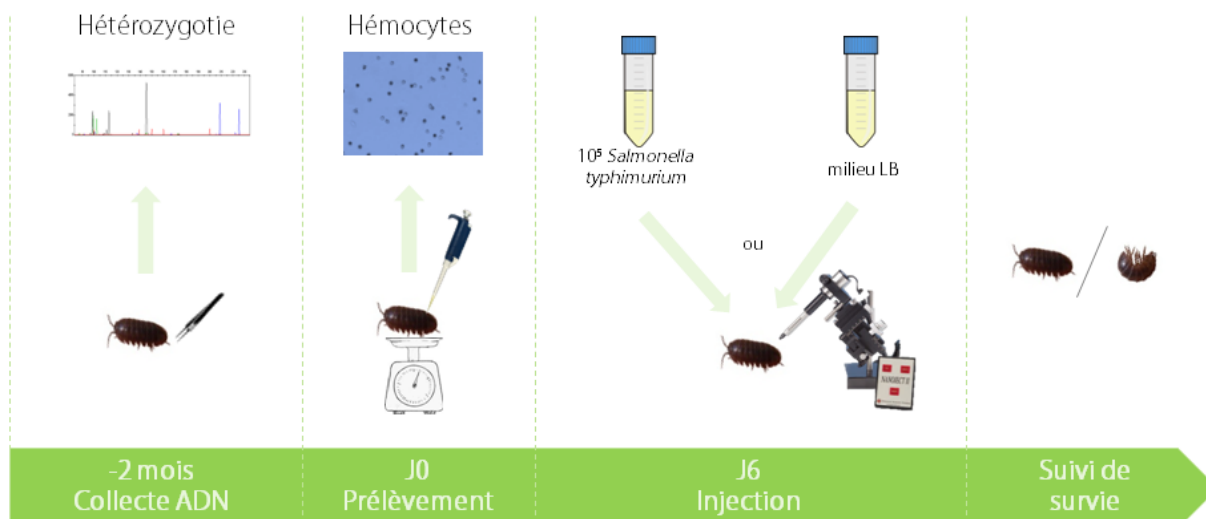 Hétérozygotie
Hémocytes
10⁵ Salmonella
typhimurium
milieu LB
ou
-2 mois
Collecte ADN
J0
Prélèvement
J6
Injection
Suivi de
survie